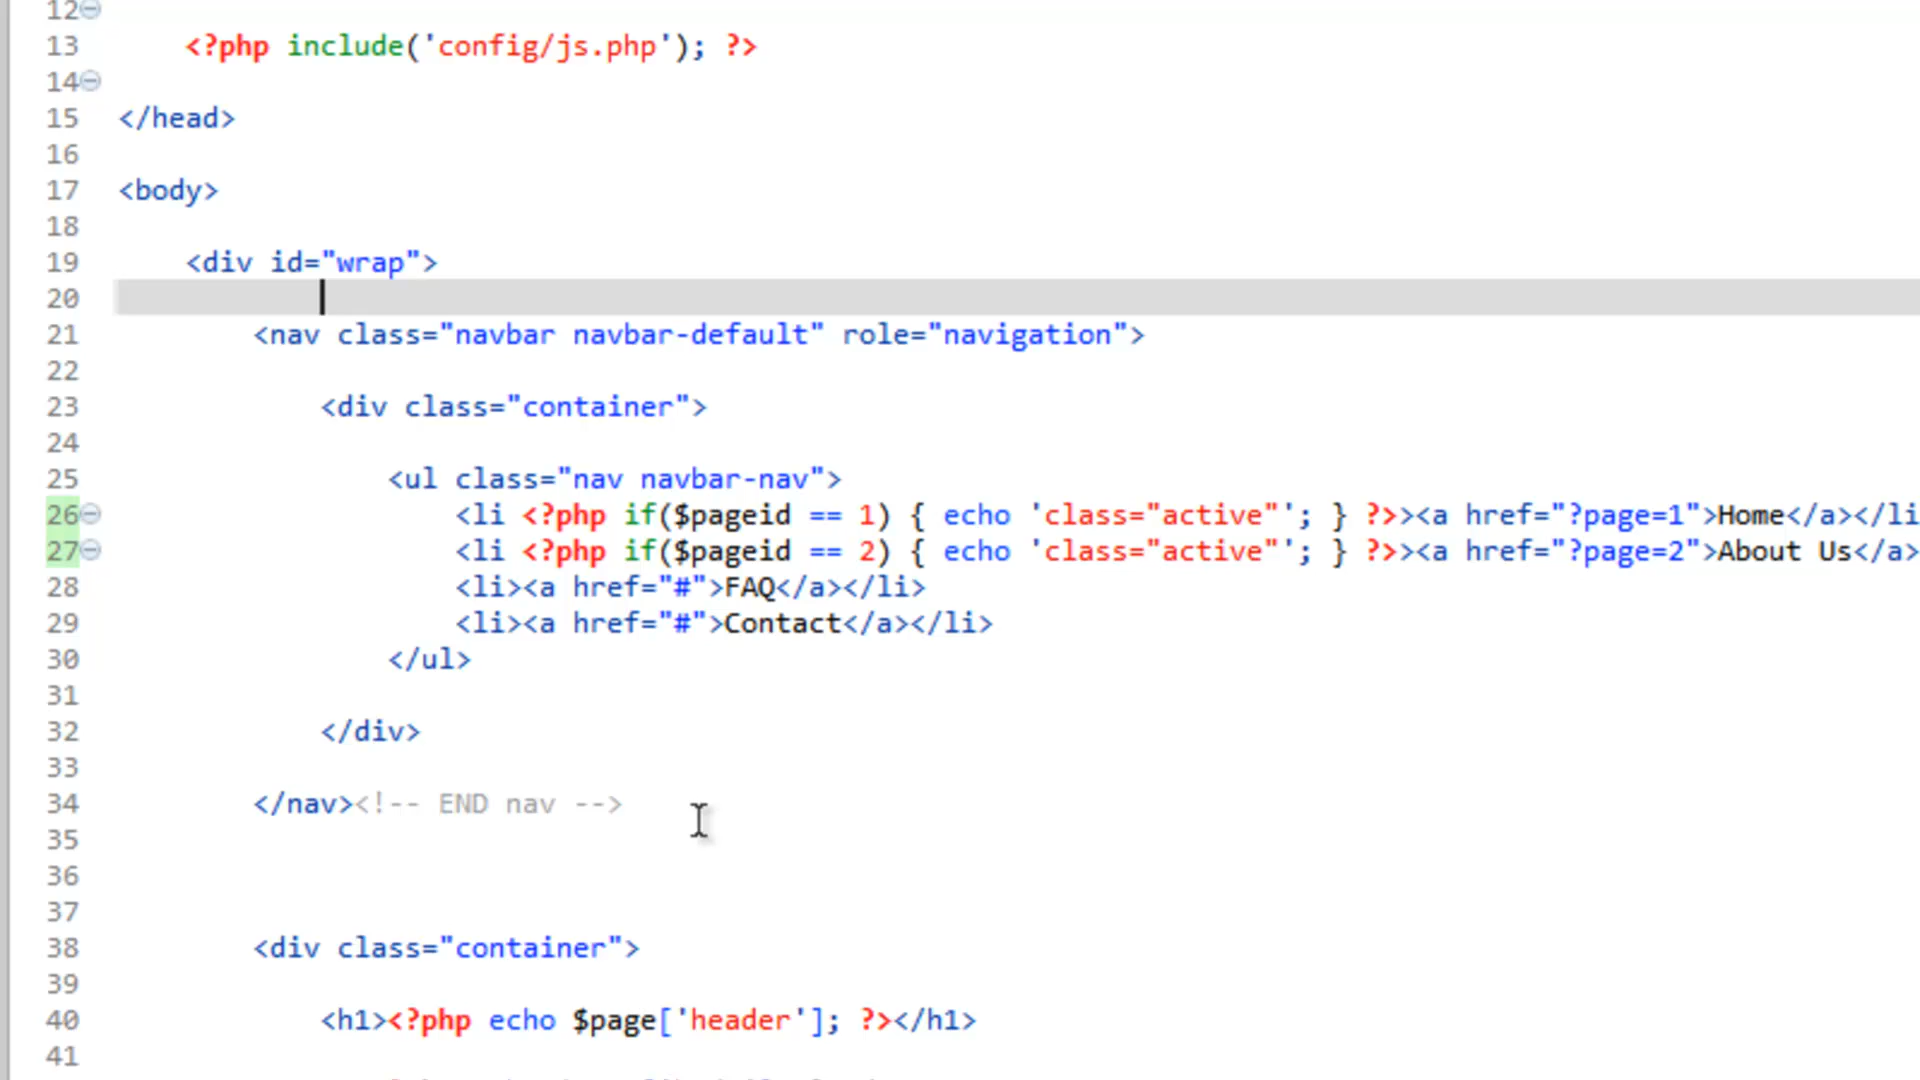 12
13 <?php include('config/js.php'); ?>
14
15 </head>
16
17 <body>
18
19 <div id="wrap">
20
21 <nav class="navbar navbar-default" role="navigation">
22
23 <div class="container">
24
25 <ul class="nav navbar-nav">
26 <li <?php if($pageid == 1) { echo 'class="active"'; } ?>><a href="?page=1">Home</a></li
27 <li <?php if($pageid == 2) { echo 'class="active"'; } ?>><a href="?page=2">About Us</a>
28 <li><a href="#">FAQ</a></li>
29 <li><a href="#">Contact</a></li>
30 </ul>
31
32 </div>
33
34 </nav><!-- END nav -->
35
36
37
38 <div class="container">
39
40 <h1><?php echo $page['header']; ?></h1>
41